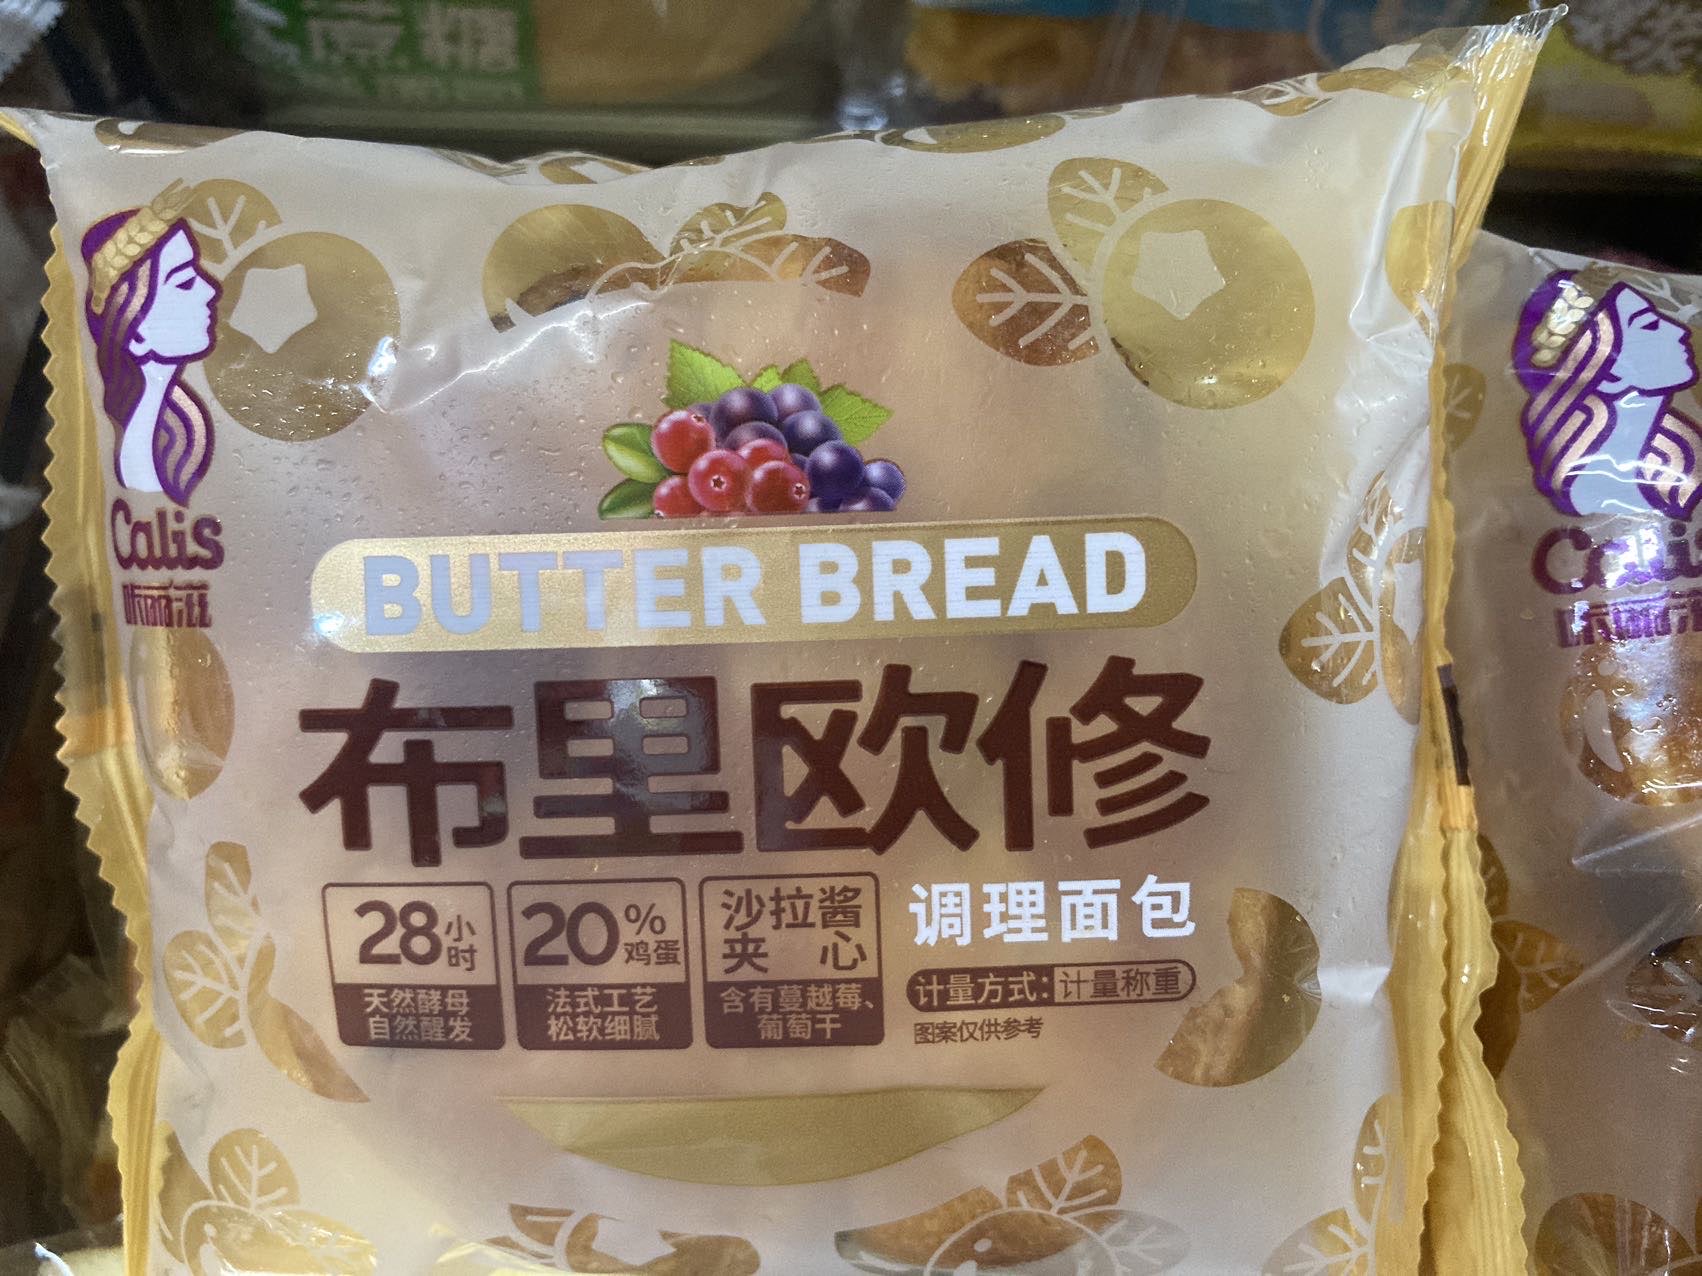 蔗糖
Calis
咔丽滋
BUTTER BREAD
布里欧修
调理面包
28小时
天然酵母
自然醒发
20%鸡蛋
法式工艺
松软细腻
沙拉酱
夹心
含有蔓越莓、
葡萄干
计量方式：计量称重
图案仅供参考